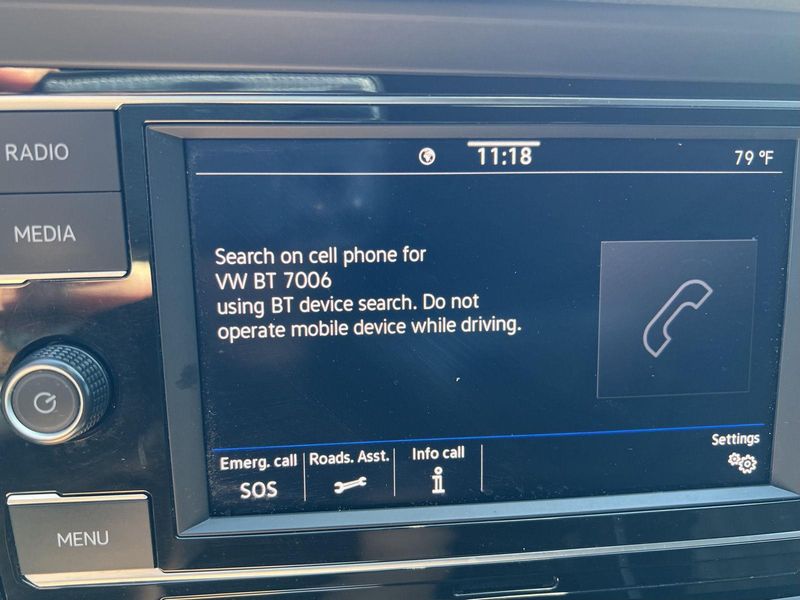 RADIO
11:18
79 °F
MEDIA
Search on cell phone for
VW BT 7006
using BT device search. Do not
operate mobile device while driving.
Settings
Emerg. call
Roads. Asst.
Info call
SOS
MENU